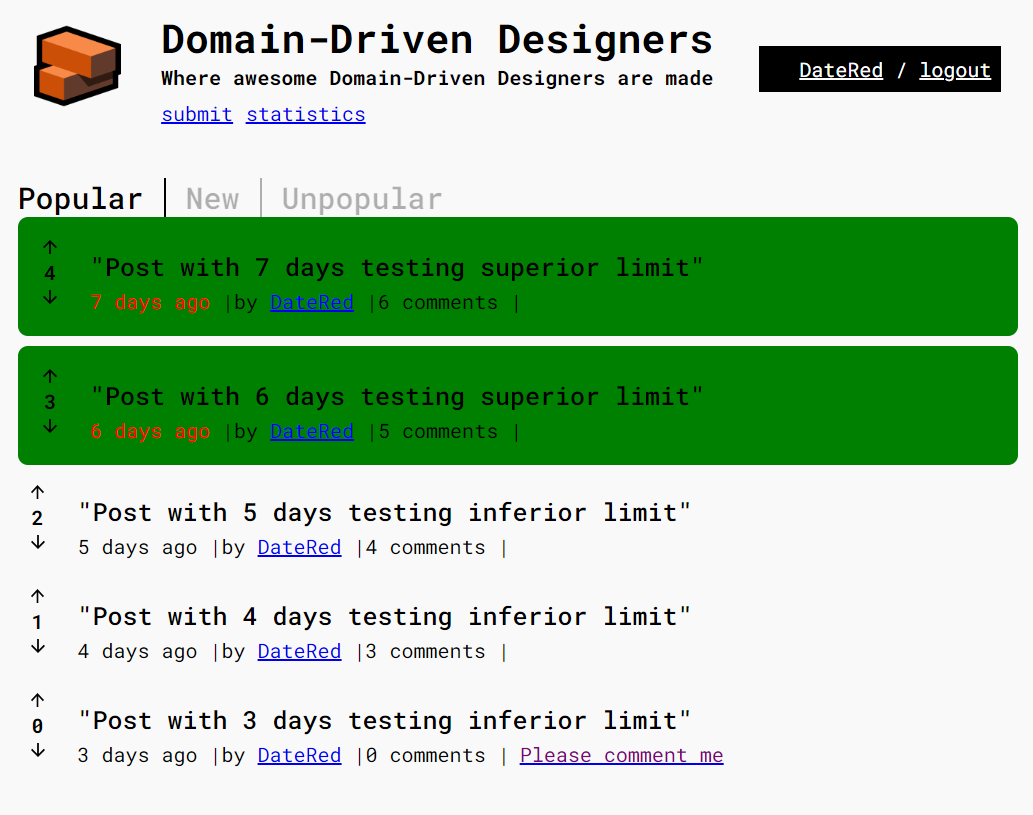 Domain-Driven Designers
Where awesome Domain-Driven Designers are made
submit statistics
DateRed / logout
Popular | New | Unpopular
4
"Post with 7 days testing superior limit"
7 days ago |by DateRed |6 comments |
3
"Post with 6 days testing superior limit"
6 days ago |by DateRed |5 comments |
2
"Post with 5 days testing inferior limit"
5 days ago |by DateRed |4 comments |
1
"Post with 4 days testing inferior limit"
4 days ago |by DateRed |3 comments |
0
"Post with 3 days testing inferior limit"
3 days ago |by DateRed |0 comments | Please comment me